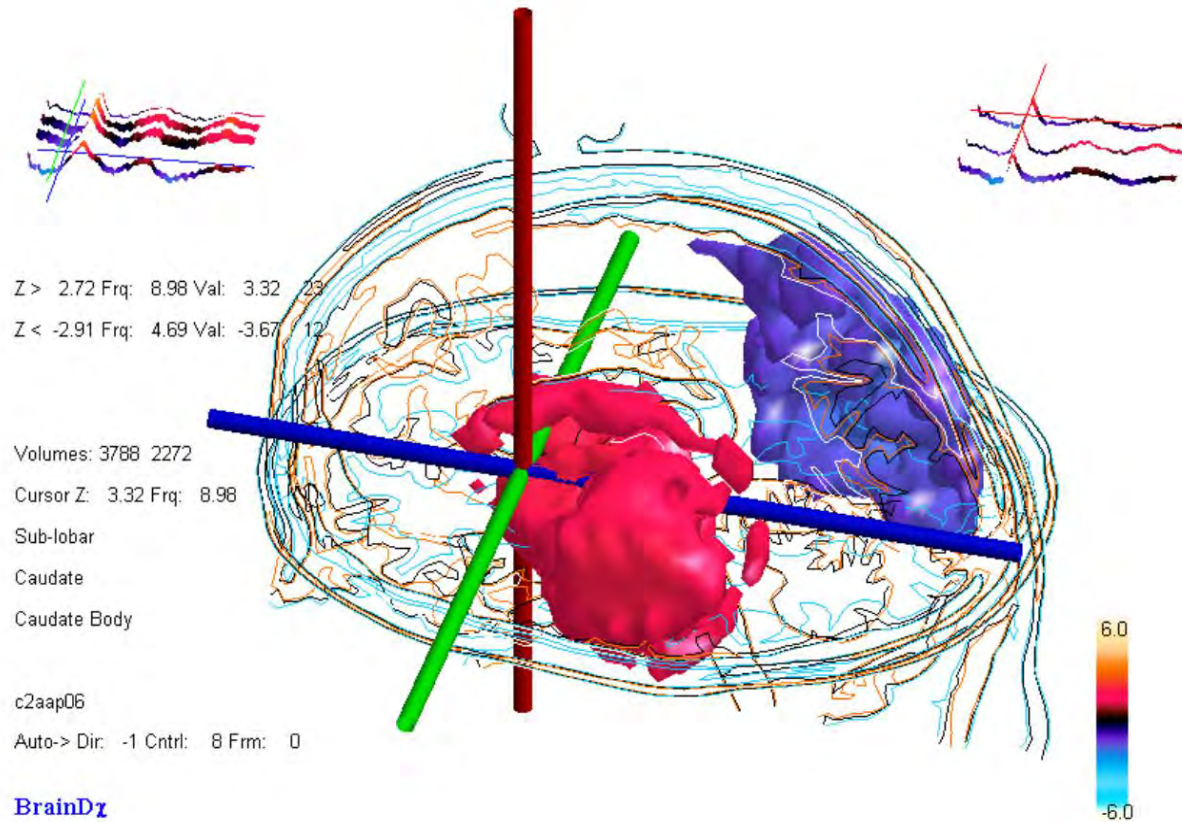 Z > 2.72 Frq: 8.98 Val: 3.32 23
Z < -2.91 Frq: 4.69 Val: -3.67 12
Volumes: 3788 2272
Cursor Z: 3.32 Frq: 8.98
Sub-lobar
Caudate
Caudate Body
c2aap06
Auto-> Dir: -1 Cntrl: 8 Frm: 0
BrainDχ
6.0
-6.0